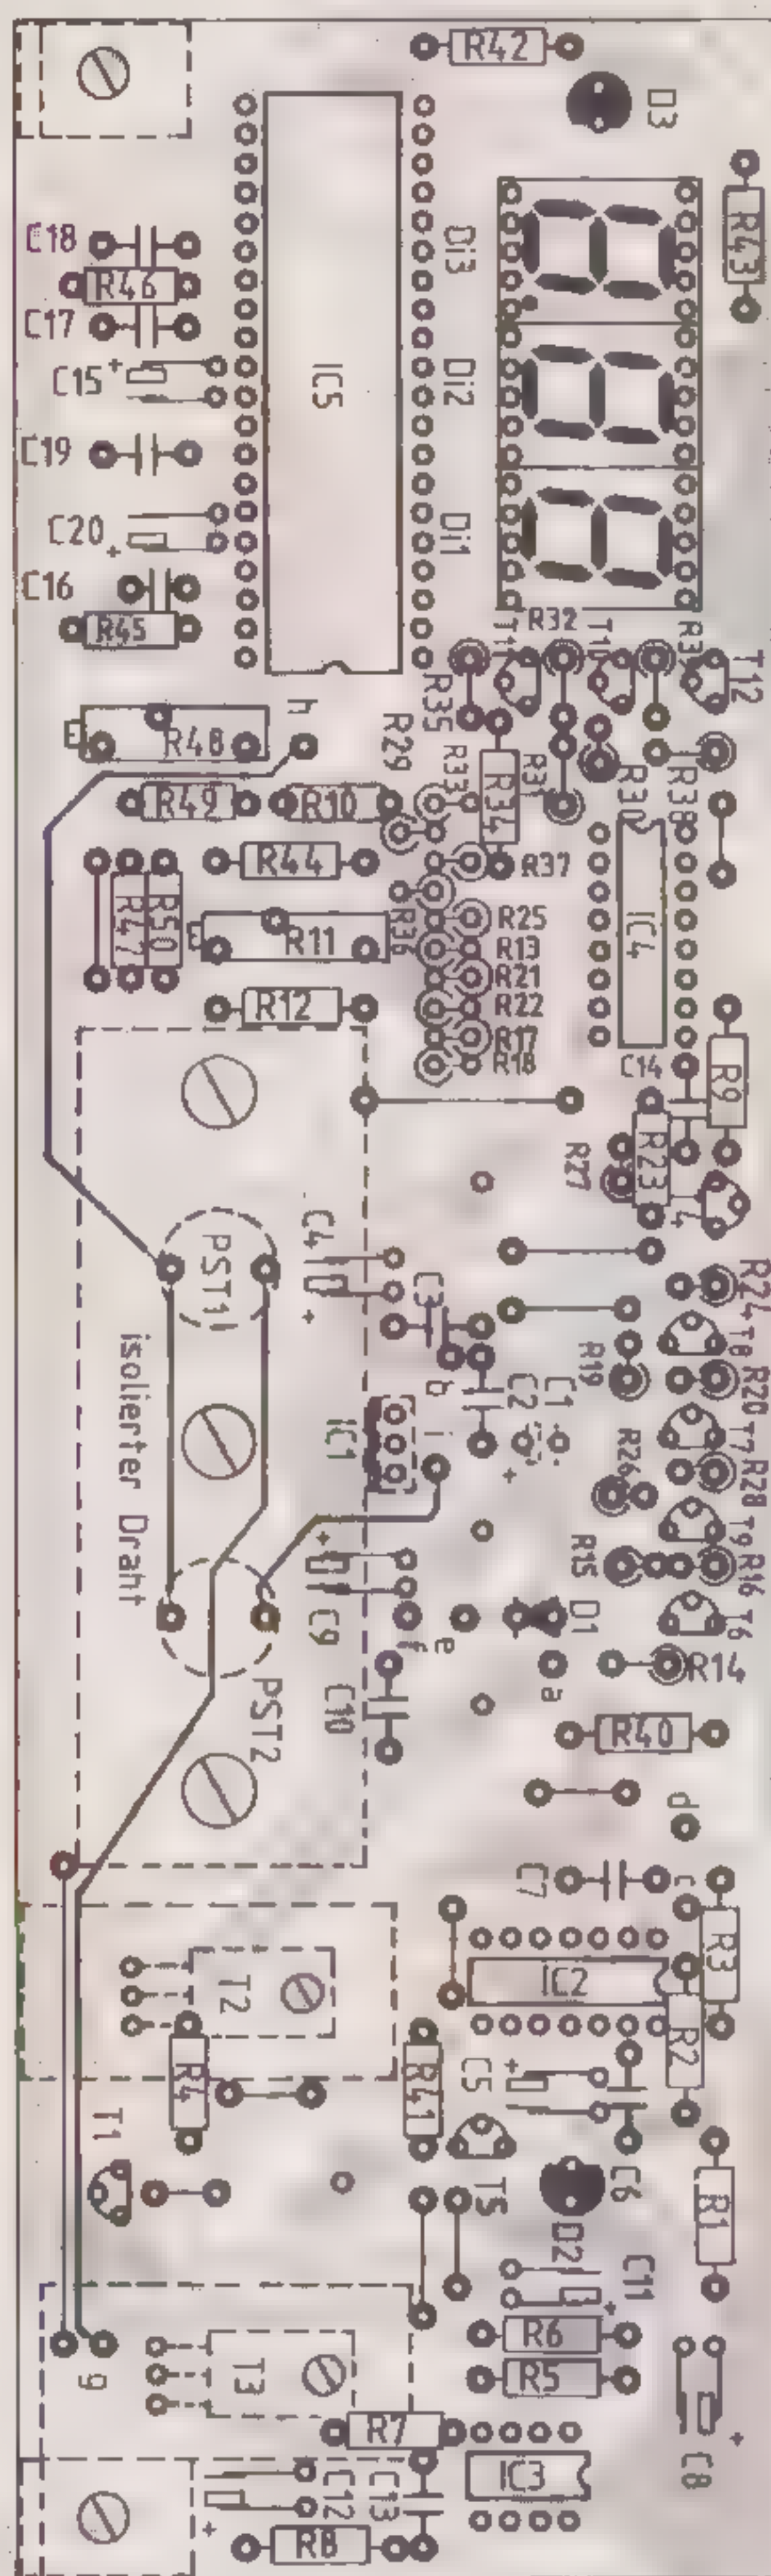 R42
D3
R43
C18
R46
C17
C15
+
C19
C20
+
C16
R45
IC5
Di3
Di2
Di1
R32
T10
T12
R35
R29
R33
R34
R31
R30
R38
E
R48
h
R49
R10
R44
R37
R47
R50
E
R11
R36
R25
R13
R21
R22
R17
R18
R12
IC4
C14
R9
R23
R27
PST1
C4
+
C3
R24
T8
R19
R20
isolierter Draht
b
C2
C1
+
IC1
i
T7
R26
R28
T9
+
C9
R15
R16
D1
T6
f
e
a
R14
PST2
C10
R40
d
C7
c
R3
T2
IC2
R2
R4
R41
C5
+
C6
T1
T5
R1
D2
C11
+
R6
R5
g
T3
R7
C8
+
IC3
C12
+
C13
R8